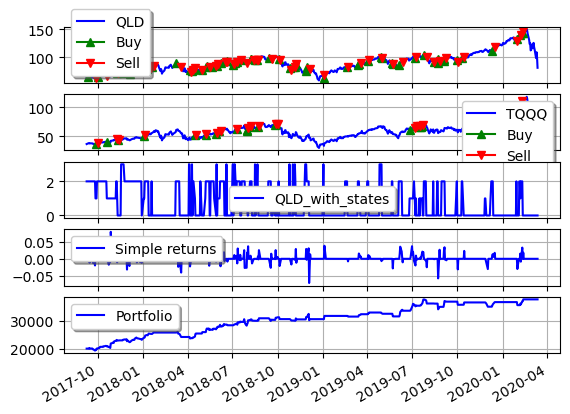 150
100
QLD
Buy
Sell
100
50
TQQQ
Buy
Sell
2
0
QLD_with_states
0.05
0.00
−0.05
Simple returns
30000
20000
Portfolio
2017-10 2018-01 2018-04 2018-07 2018-10 2019-01 2019-04 2019-07 2019-10 2020-01 2020-04